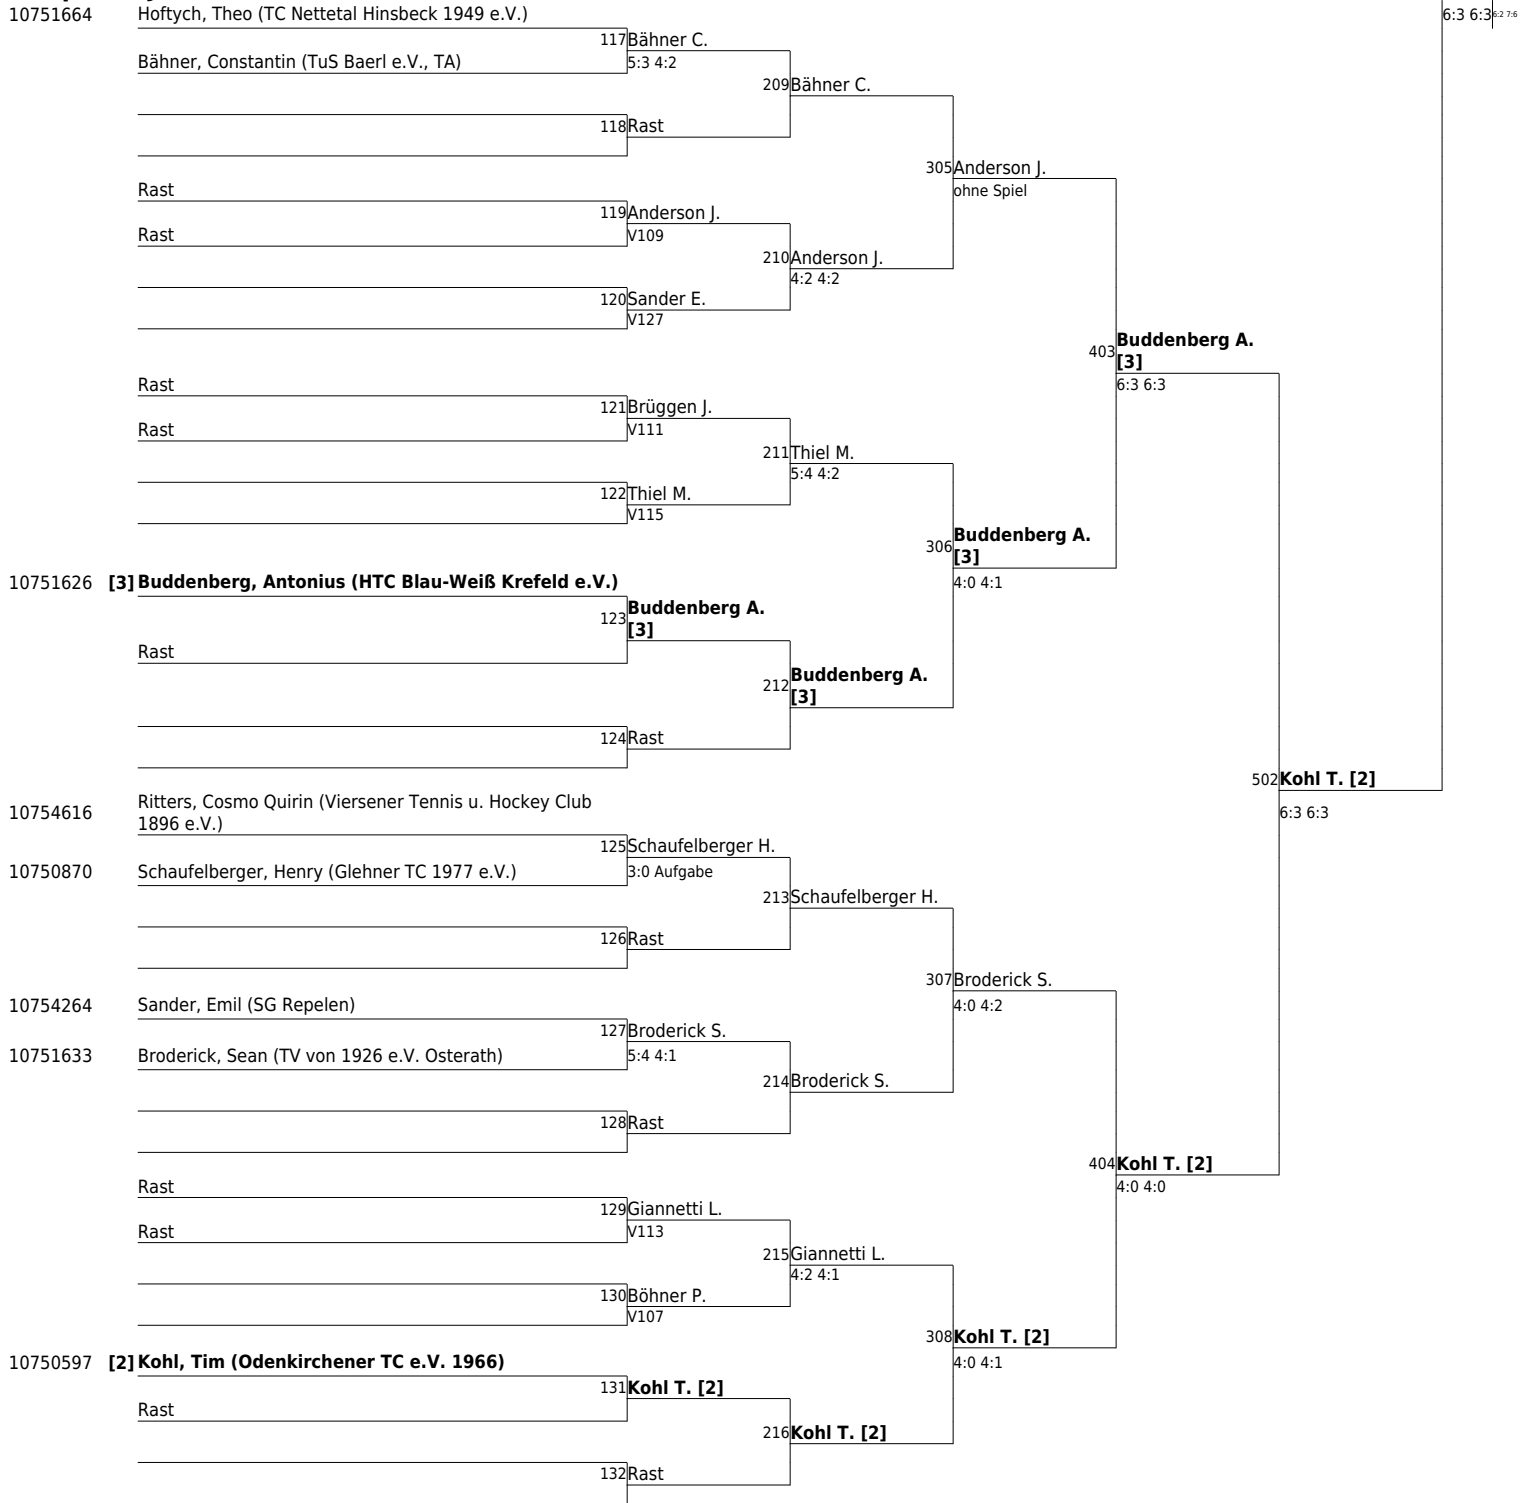 10751664 Hoftych, Theo (TC Nettetal Hinsbeck 1949 e.V.) 6:3 6:3 6:2 7:6
117 Bähner C.
Bähner, Constantin (TuS Baerl e.V., TA) 5:3 4:2
209 Bähner C.
118 Rast
305 Anderson J.
Rast ohne Spiel
119 Anderson J.
Rast V109
210 Anderson J.
4:2 4:2
120 Sander E.
V127
403 Buddenberg A.
[3]
Rast 6:3 6:3
121 Brüggen J.
Rast V111
211 Thiel M.
5:4 4:2
122 Thiel M.
V115
306 Buddenberg A.
[3]
10751626 [3] Buddenberg, Antonius (HTC Blau-Weiß Krefeld e.V.) 4:0 4:1
123 Buddenberg A.
[3]
Rast
212 Buddenberg A.
[3]
124 Rast
502 Kohl T. [2]
10754616 Ritters, Cosmo Quirin (Viersener Tennis u. Hockey Club
1896 e.V.) 6:3 6:3
125 Schaufelberger H.
10750870 Schaufelberger, Henry (Glehner TC 1977 e.V.) 3:0 Aufgabe
213 Schaufelberger H.
126 Rast
307 Broderick S.
10754264 Sander, Emil (SG Repelen) 4:0 4:2
127 Broderick S.
10751633 Broderick, Sean (TV von 1926 e.V. Osterath) 5:4 4:1
214 Broderick S.
128 Rast
404 Kohl T. [2]
Rast 4:0 4:0
129 Giannetti L.
Rast V113
215 Giannetti L.
4:2 4:1
130 Böhner P.
V107
308 Kohl T. [2]
10750597 [2] Kohl, Tim (Odenkirchener TC e.V. 1966) 4:0 4:1
131 Kohl T. [2]
Rast
216 Kohl T. [2]
132 Rast